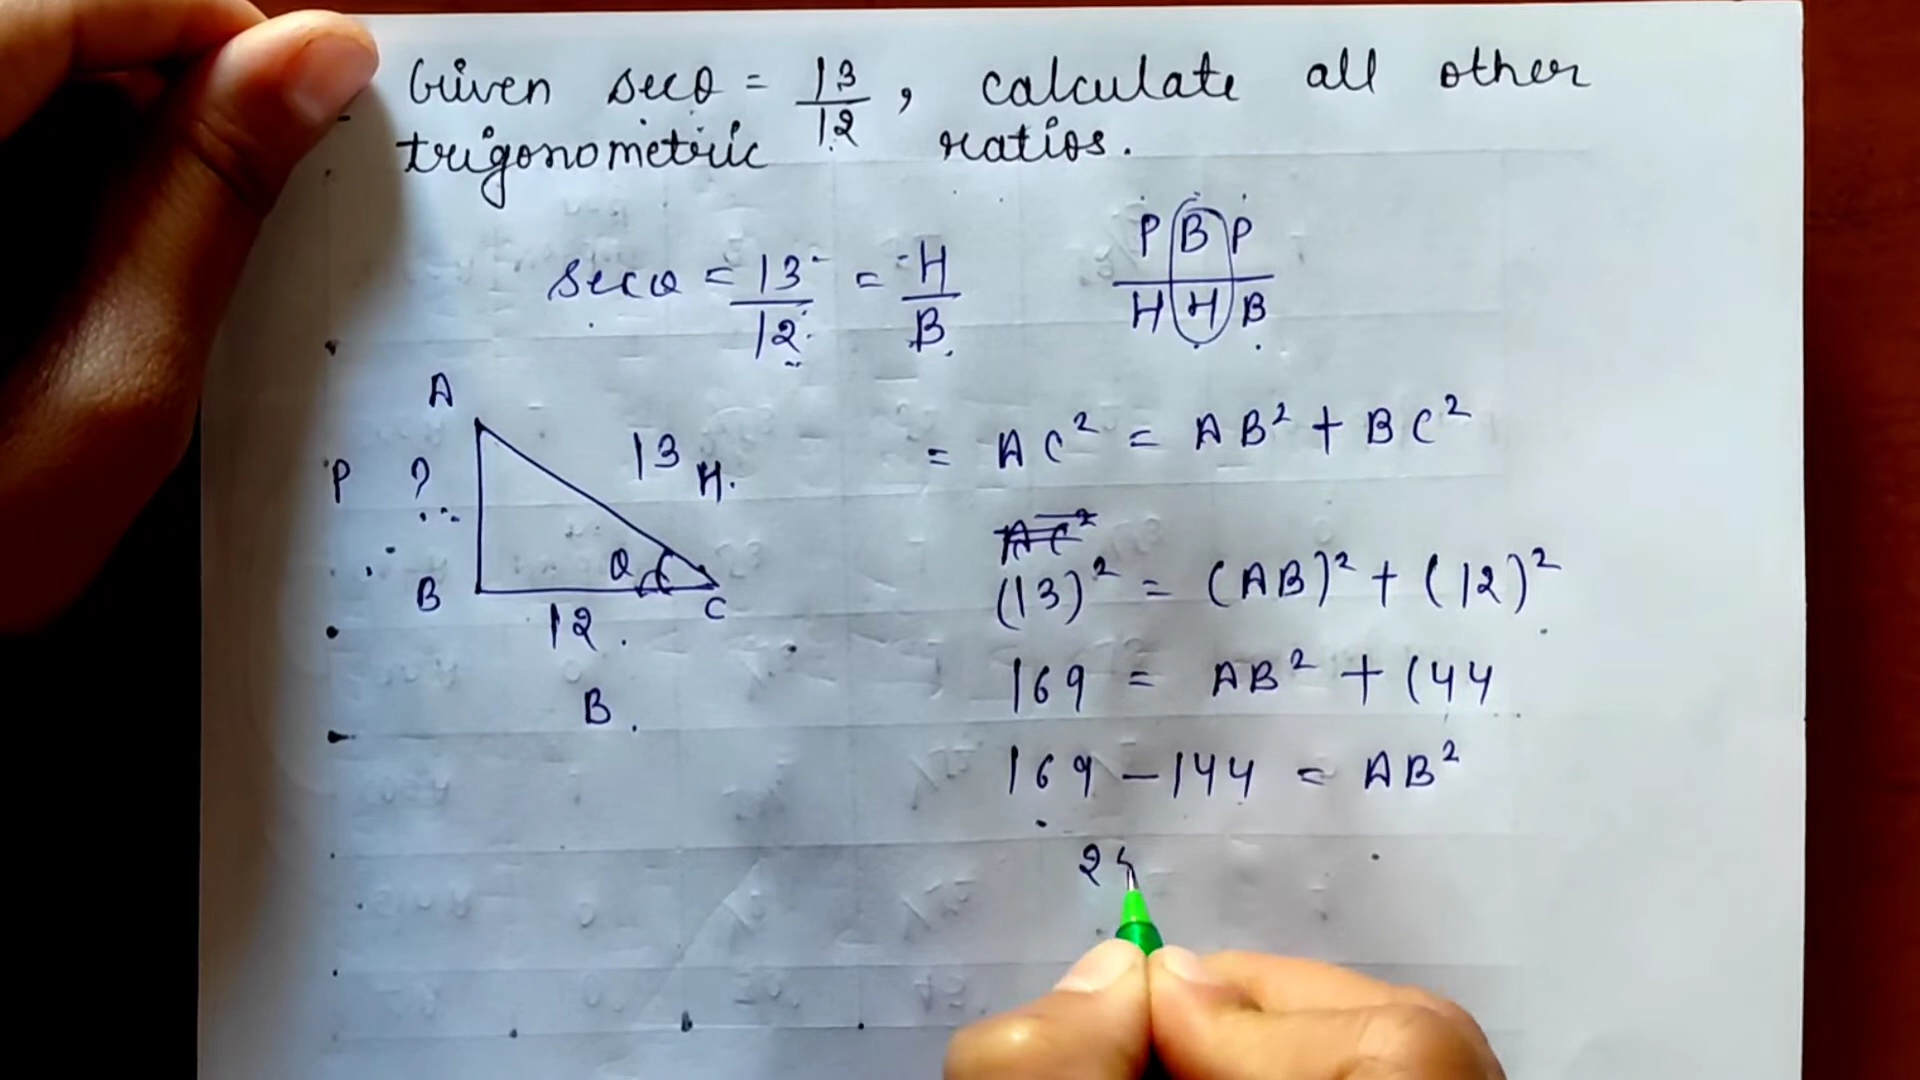 Given secθ = 13/12, calculate all other
trigonometric ratios.
secθ = 13/12 = H/B
P B P
H H B
A
13 H.
P ?
θ
B
C
12
B
= AC² = AB² + BC²
AC²
(13)² = (AB)² + (12)²
169 = AB² + 144
169 - 144 = AB²